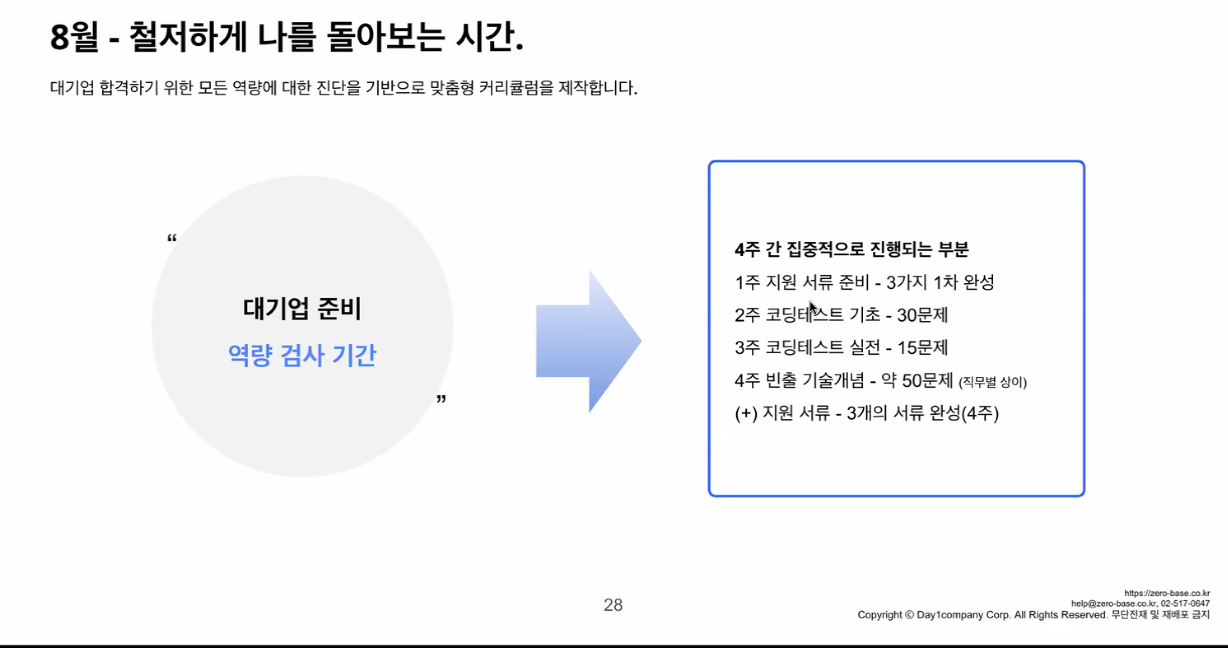 8월 - 철저하게 나를 돌아보는 시간.
대기업 합격하기 위한 모든 역량에 대한 진단을 기반으로 맞춤형 커리큘럼을 제작합니다.
“
대기업 준비
역량 검사 기간
”
4주 간 집중적으로 진행되는 부분
1주 지원 서류 준비 - 3가지 1차 완성
2주 코딩테스트 기초 - 30문제
3주 코딩테스트 실전 - 15문제
4주 빈출 기술개념 - 약 50문제 (직무별 상이)
(+) 지원 서류 - 3개의 서류 완성(4주)
28
https://zero-base.co.kr
help@zero-base.co.kr, 02-517-0647
Copyright © Day1company Corp. All Rights Reserved. 무단전재 및 재배포 금지